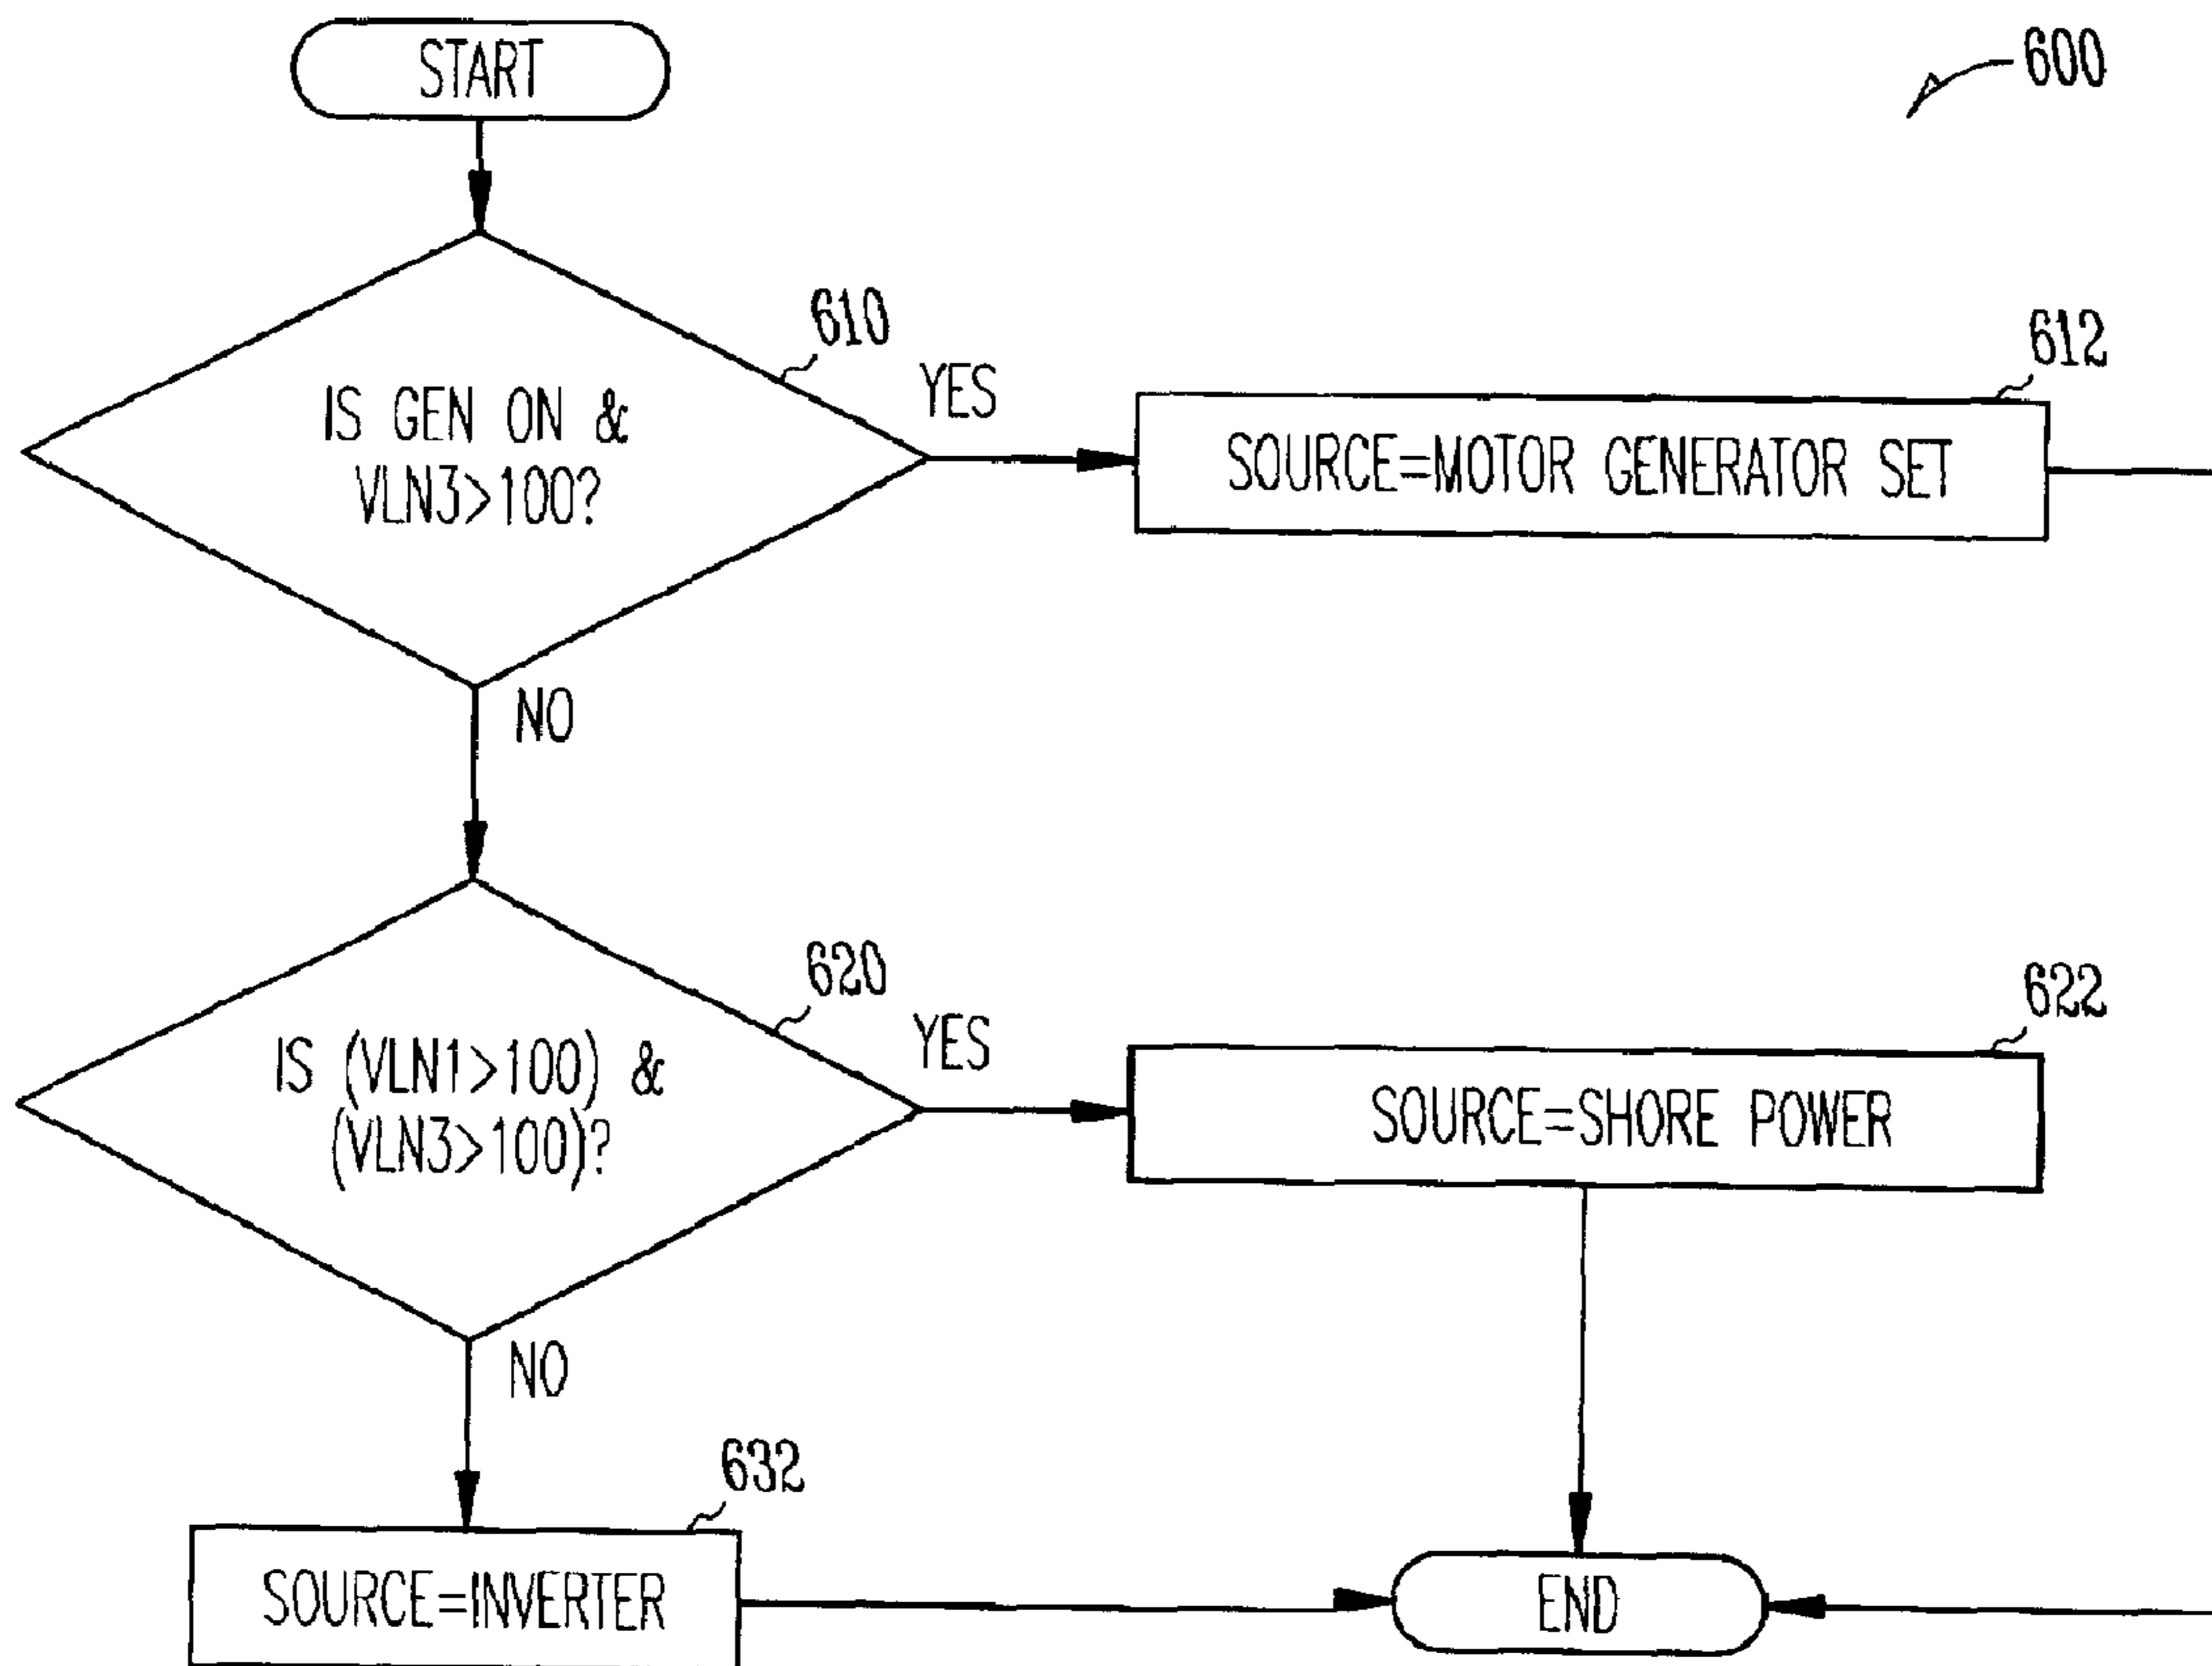 START
600
610
IS GEN ON &
VLN3>100?
YES
612
SOURCE=MOTOR GENERATOR SET
NO
620
IS (VLN1>100) &
(VLN3>100)?
YES
622
SOURCE=SHORE POWER
NO
632
SOURCE=INVERTER
END